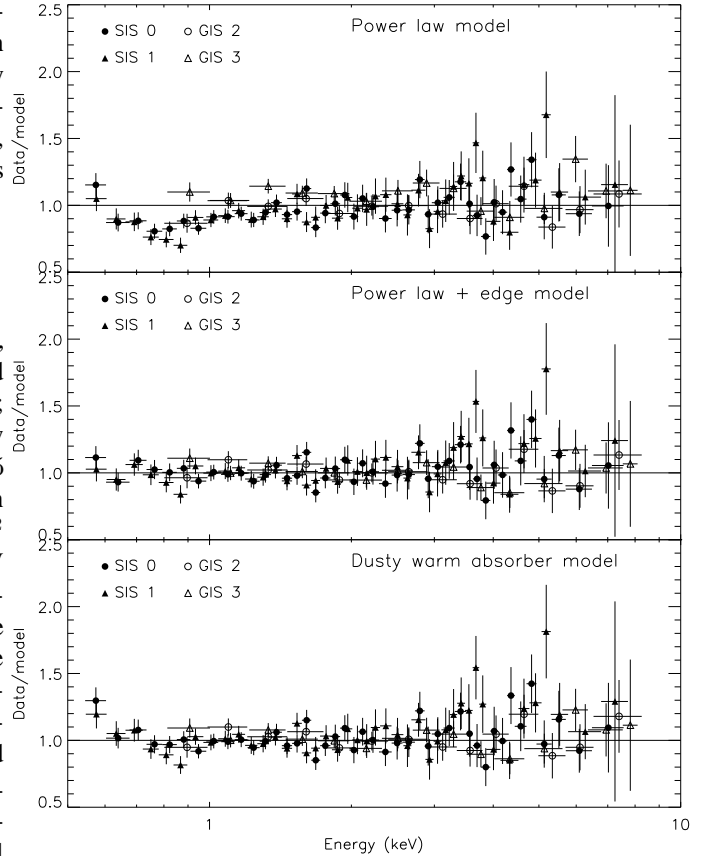 Power law model
SIS 0 GIS 2
SIS 1 GIS 3
2.5
2.0
1.5
1.0
0.5
Data/model
Power law + edge model
SIS 0 GIS 2
SIS 1 GIS 3
2.5
2.0
1.5
1.0
0.5
Data/model
Dusty warm absorber model
SIS 0 GIS 2
SIS 1 GIS 3
2.5
2.0
1.5
1.0
0.5
Data/model
1 10
Energy (keV)